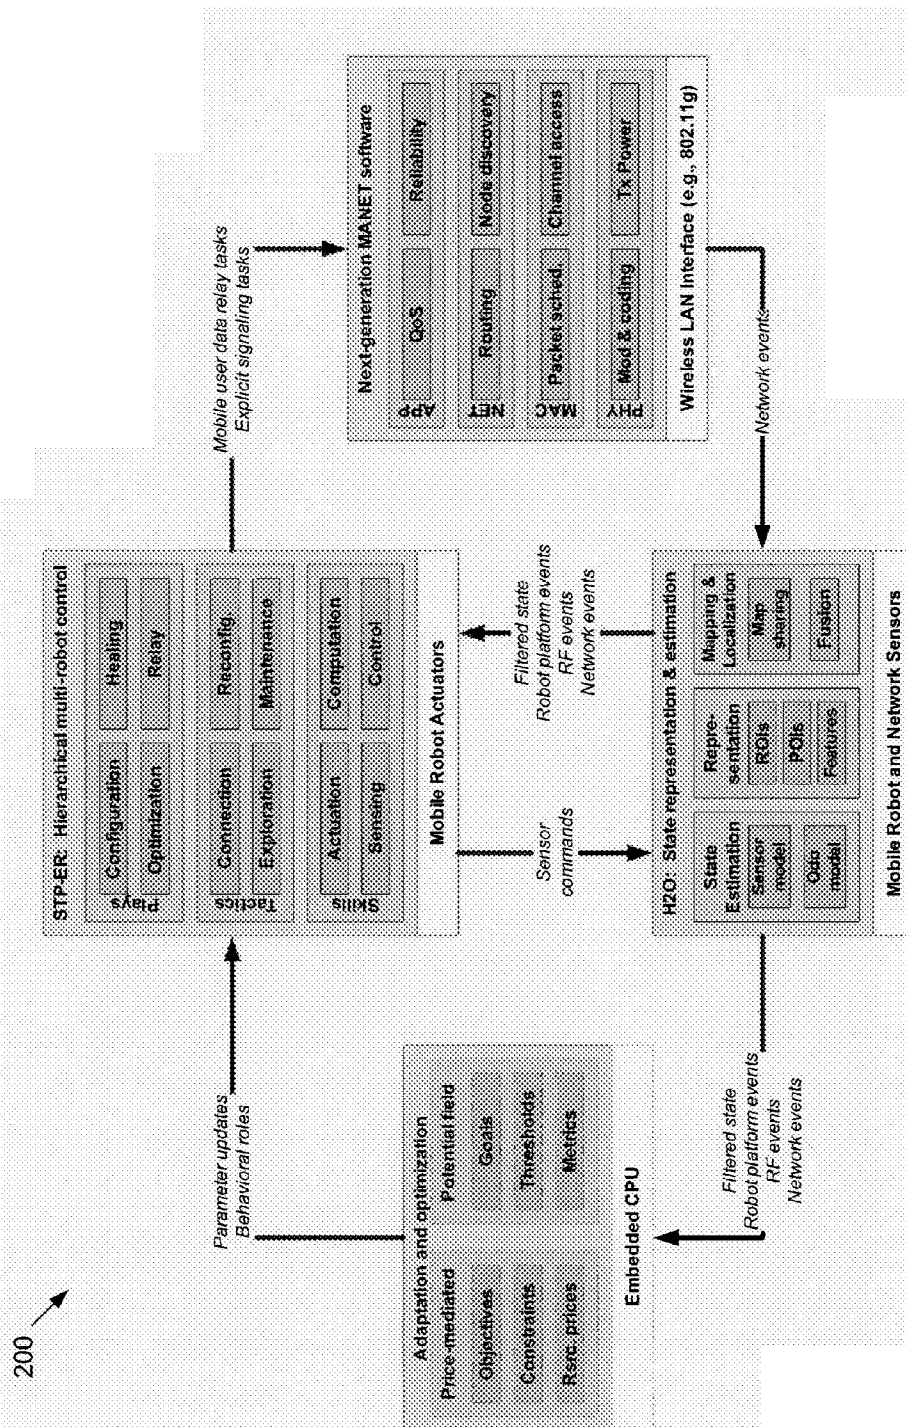 200
Parameter updates
Behavioral roles
Adaptation and optimization
Price-mediated
Objectives
Constraints
Rsrc. prices
Potential field
Goals
Thresholds
Metrics
Embedded CPU
STP-ER: Hierarchical multi-robot control
Plays
Configuration
Healing
Optimization
Relay
Tactics
Connection
Reconfig.
Exploration
Maintenance
Skills
Actuation
Computation
Sensing
Control
Mobile Robot Actuators
Mobile user data relay tasks
Explicit signaling tasks
Next-generation MANET software
APP
QoS
Reliability
NET
Routing
Node discovery
MAC
Packet sched.
Channel access
PHY
Mod & coding
Tx Power
Wireless LAN Interface (e.g., 802.11g)
Sensor
commands
Filtered state
Robot platform events
RF events
Network events
Network events
H2O: State representation & estimation
State
Estimation
Sensor
model
Odo
model
Repre-
sentation
ROIs
POIs
Features
Mapping &
Localization
Map
sharing
Fusion
Mobile Robot and Network Sensors
Filtered state
Robot platform events
RF events
Network events